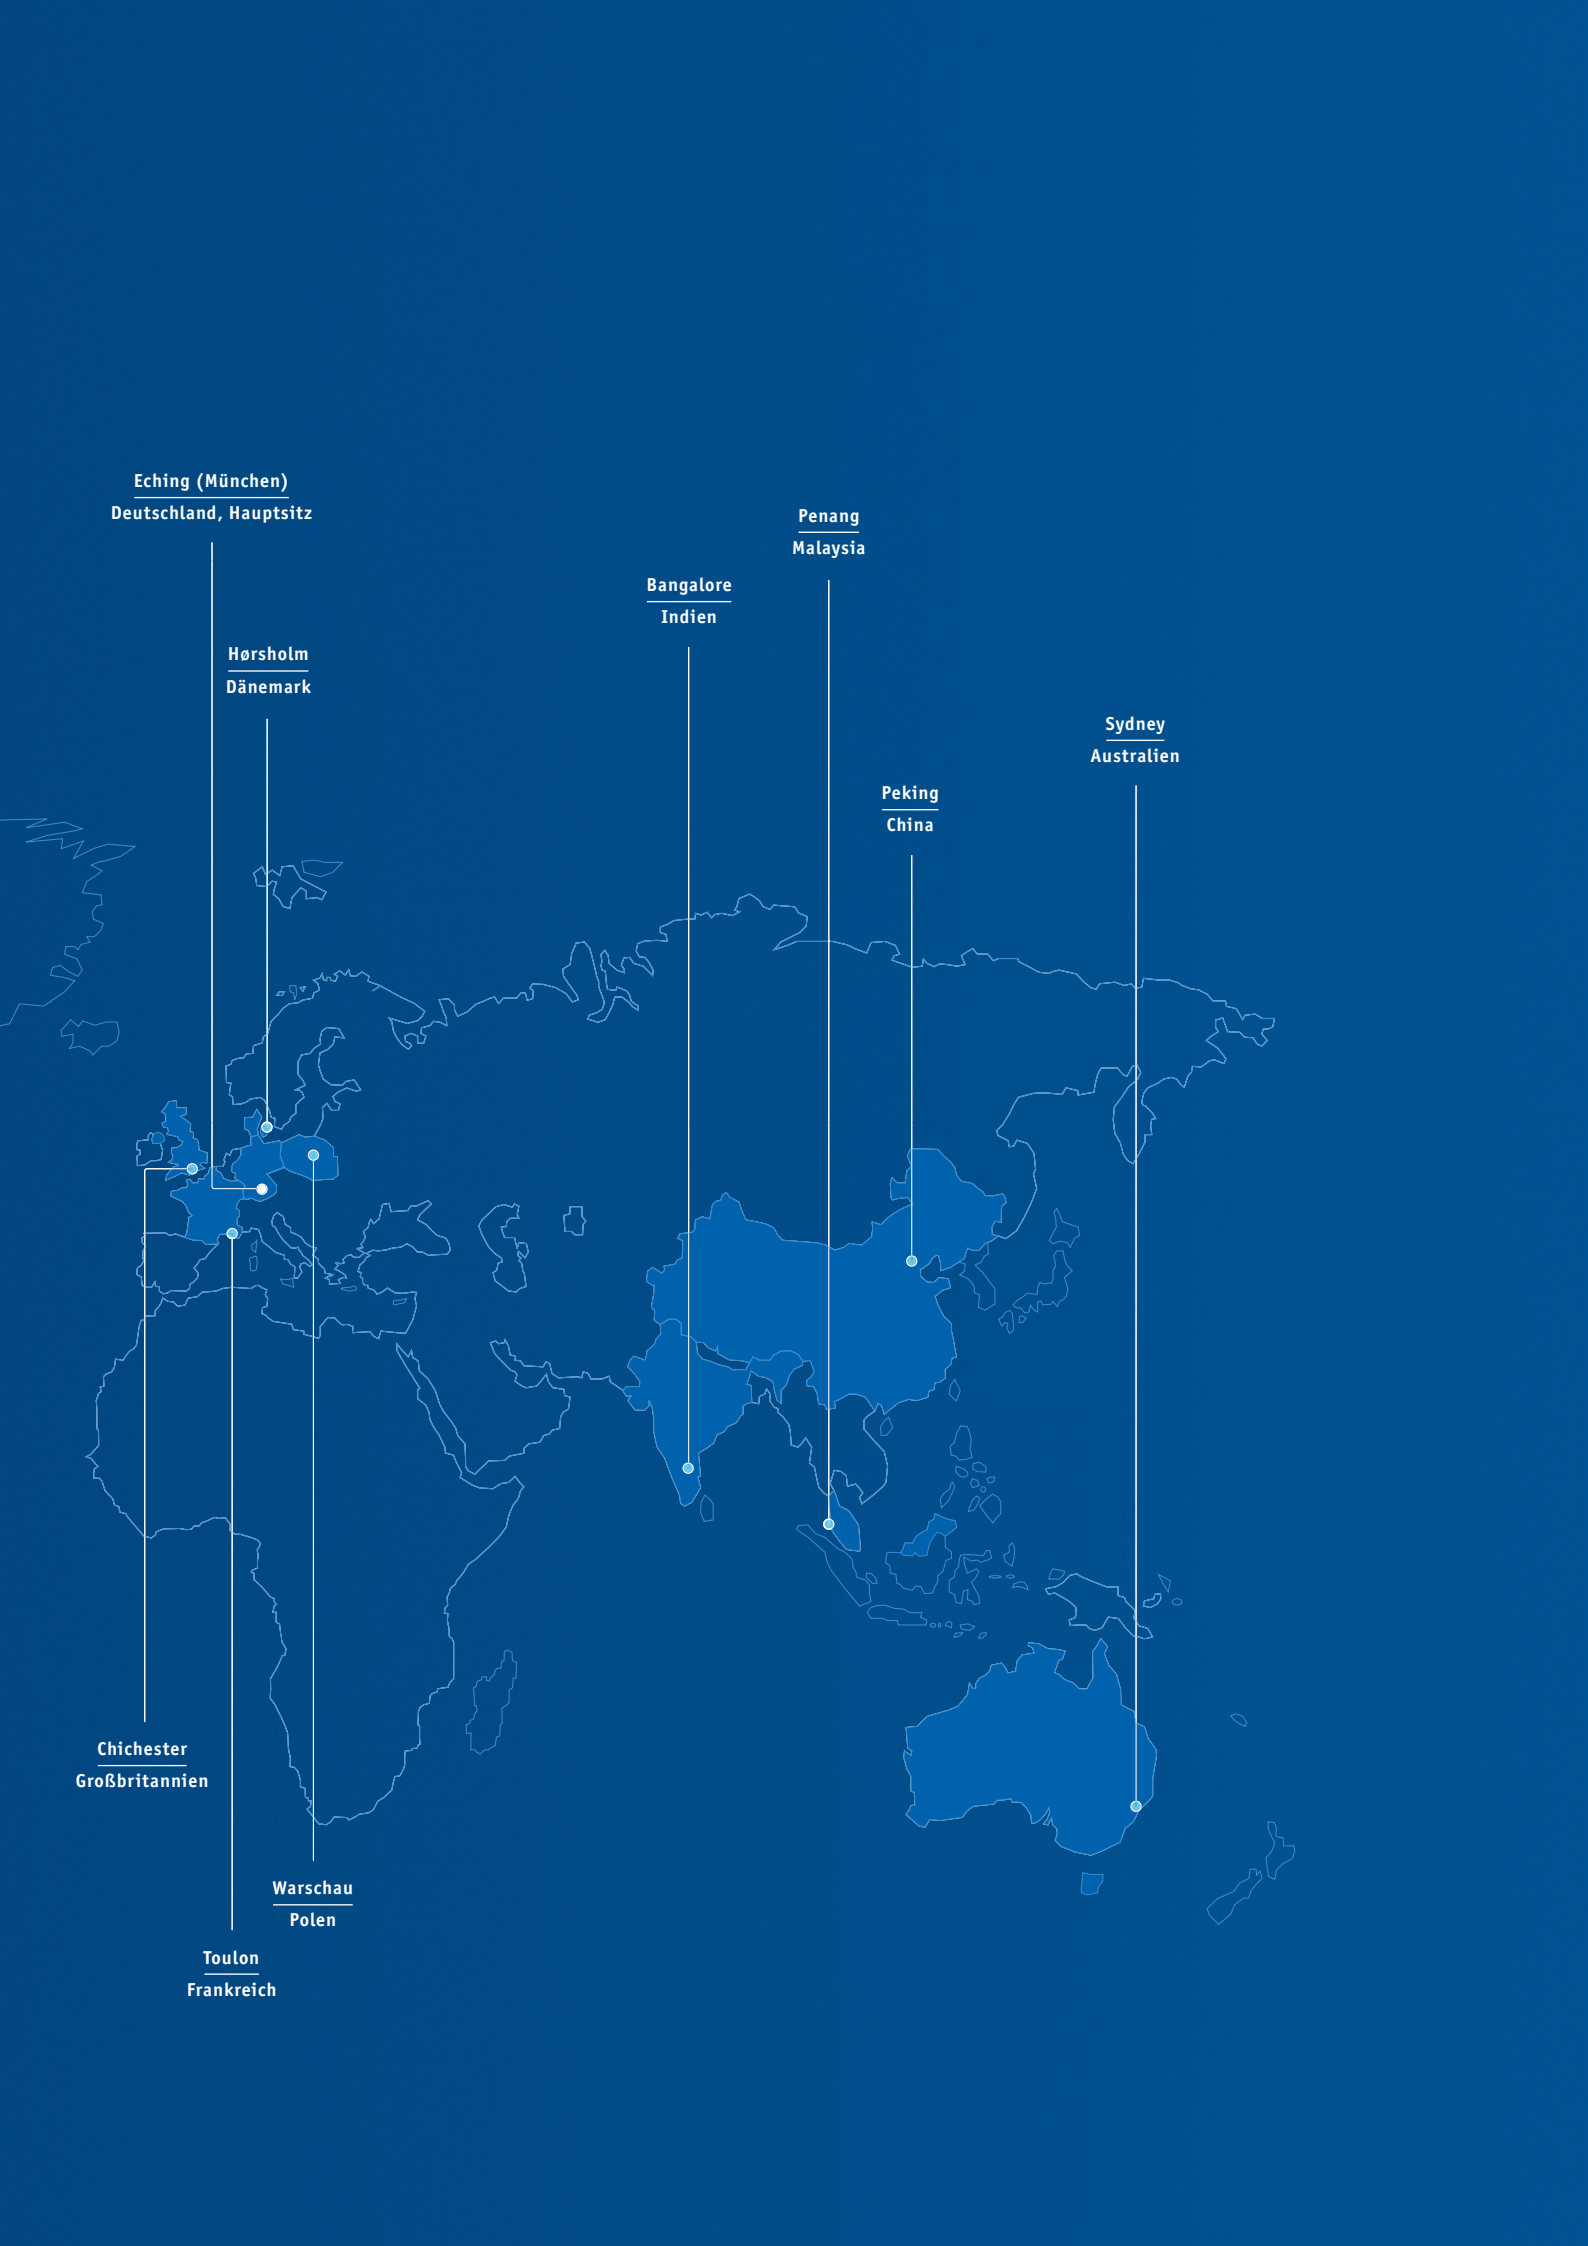 Eching (München)
Deutschland, Hauptsitz
Penang
Malaysia
Bangalore
Indien
Hørsholm
Dänemark
Sydney
Australien
Peking
China
Chichester
Großbritannien
Warschau
Polen
Toulon
Frankreich